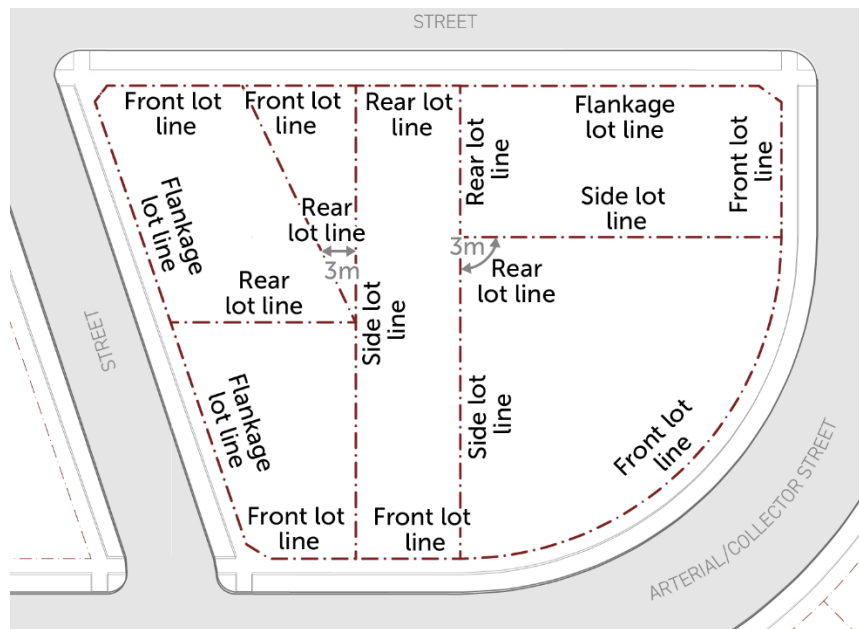 STREET
Front lot
line
Front lot
line
Rear lot
line
Flankage
lot line
Rear lot
line
Front lot
line
Flankage
lot line
Side lot
line
Rear
lot line
3m
3m
Rear
lot line
Rear
lot line
Side lot
line
STREET
Flankage
lot line
Side lot
line
Front lot
line
Front lot
line
Front lot
line
ARTERIAL/COLLECTOR STREET